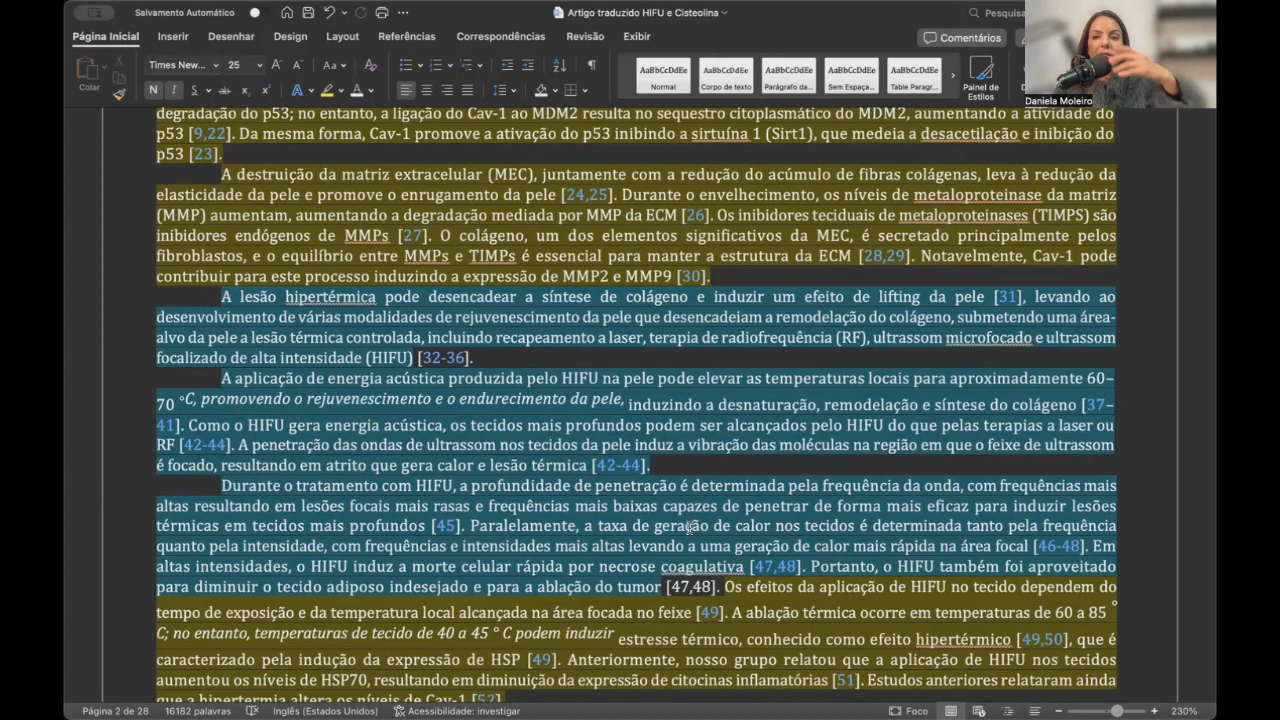 Salvamento Automático
Artigo traduzido HIFU e Cisteolina
Pesquisa
Página Inicial Inserir Desenhar Design Layout Referências Correspondências Revisão Exibir
Comentários
Colar
Times New... 25
N I S ab x₂ x²
AaBbCcDdEe AaBbCcDdEe AaBbCcDdEe AaBbCcDdEe AaBbCcDdEe
Normal Corpo de texto Parágrafo da... Sem Espaça... Table Paragr...
Painel de
Estilos
Daniela Moleiro
degradação do p53; no entanto, a ligação do Cav-1 ao MDM2 resulta no sequestro citoplasmático do MDM2, aumentando a atividade do
p53 [9,22]. Da mesma forma, Cav-1 promove a ativação do p53 inibindo a sirtuína 1 (Sirt1), que medeia a desacetilação e inibição do
p53 [23].
A destruição da matriz extracelular (MEC), juntamente com a redução do acúmulo de fibras colágenas, leva à redução da
elasticidade da pele e promove o enrugamento da pele [24,25]. Durante o envelhecimento, os níveis de metaloproteinase da matriz
(MMP) aumentam, aumentando a degradação mediada por MMP da ECM [26]. Os inibidores teciduais de metaloproteinases (TIMPS) são
inibidores endógenos de MMPs [27]. O colágeno, um dos elementos significativos da MEC, é secretado principalmente pelos
fibroblastos, e o equilíbrio entre MMPs e TIMPs é essencial para manter a estrutura da ECM [28,29]. Notavelmente, Cav-1 pode
contribuir para este processo induzindo a expressão de MMP2 e MMP9 [30].
A lesão hipertérmica pode desencadear a síntese de colágeno e induzir um efeito de lifting da pele [31], levando ao
desenvolvimento de várias modalidades de rejuvenescimento da pele que desencadeiam a remodelação do colágeno, submetendo uma área-
alvo da pele a lesão térmica controlada, incluindo recapeamento a laser, terapia de radiofrequência (RF), ultrassom microfocado e ultrassom
focalizado de alta intensidade (HIFU) [32-36].
A aplicação de energia acústica produzida pelo HIFU na pele pode elevar as temperaturas locais para aproximadamente 60–
70 °C, promovendo o rejuvenescimento e o endurecimento da pele, induzindo a desnaturação, remodelação e síntese do colágeno [37–
41]. Como o HIFU gera energia acústica, os tecidos mais profundos podem ser alcançados pelo HIFU do que pelas terapias a laser ou
RF [42-44]. A penetração das ondas de ultrassom nos tecidos da pele induz a vibração das moléculas na região em que o feixe de ultrassom
é focado, resultando em atrito que gera calor e lesão térmica [42-44].
Durante o tratamento com HIFU, a profundidade de penetração é determinada pela frequência da onda, com frequências mais
altas resultando em lesões focais mais rasas e frequências mais baixas capazes de penetrar de forma mais eficaz para induzir lesões
térmicas em tecidos mais profundos [45]. Paralelamente, a taxa de geração de calor nos tecidos é determinada tanto pela frequência
quanto pela intensidade, com frequências e intensidades mais altas levando a uma geração de calor mais rápida na área focal [46-48]. Em
altas intensidades, o HIFU induz a morte celular rápida por necrose coagulativa [47,48]. Portanto, o HIFU também foi aproveitado
para diminuir o tecido adiposo indesejado e para a ablação do tumor [47,48]. Os efeitos da aplicação de HIFU no tecido dependem do
tempo de exposição e da temperatura local alcançada na área focada no feixe [49]. A ablação térmica ocorre em temperaturas de 60 a 85 °
C; no entanto, temperaturas de tecido de 40 a 45 ° C podem induzir estresse térmico, conhecido como efeito hipertérmico [49,50], que é
caracterizado pela indução da expressão de HSP [49]. Anteriormente, nosso grupo relatou que a aplicação de HIFU nos tecidos
aumentou os níveis de HSP70, resultando em diminuição da expressão de citocinas inflamatórias [51]. Estudos anteriores relataram ainda
que a hipertermia altera os níveis de Cav-1 [52].
Página 2 de 28 16182 palavras Inglês (Estados Unidos) Acessibilidade: investigar Foco 230%